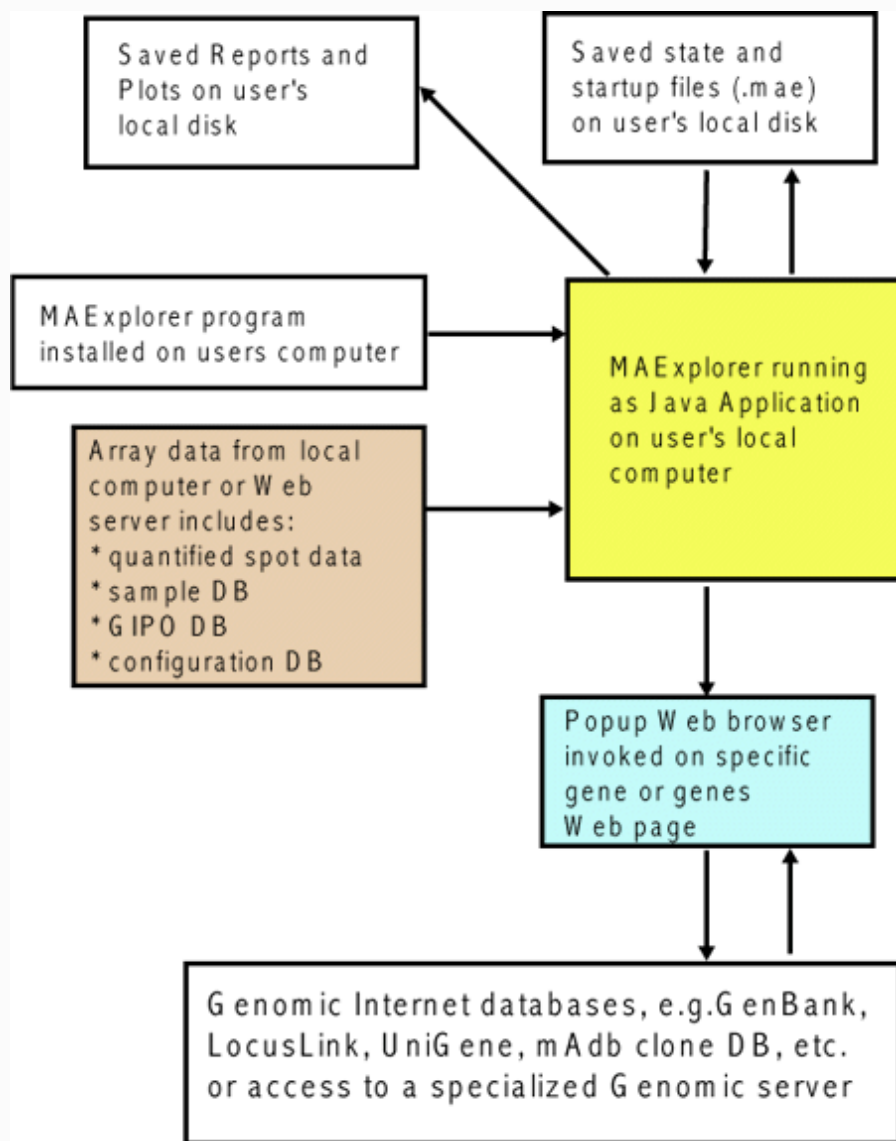 Saved Reports and
Plots on user's
local disk
Saved state and
startup files (.mae)
on user's local disk
MAExplorer program
installed on users computer
MAExplorer running
as Java Application
on user's local
computer
Array data from local
computer or Web
server includes:
* quantified spot data
* sample DB
* GIPO DB
* configuration DB
Popup Web browser
invoked on specific
gene or genes
Web page
Genomic Internet databases, e.g.GenBank,
LocusLink, UniGene, mAdb clone DB, etc.
or access to a specialized Genomic server